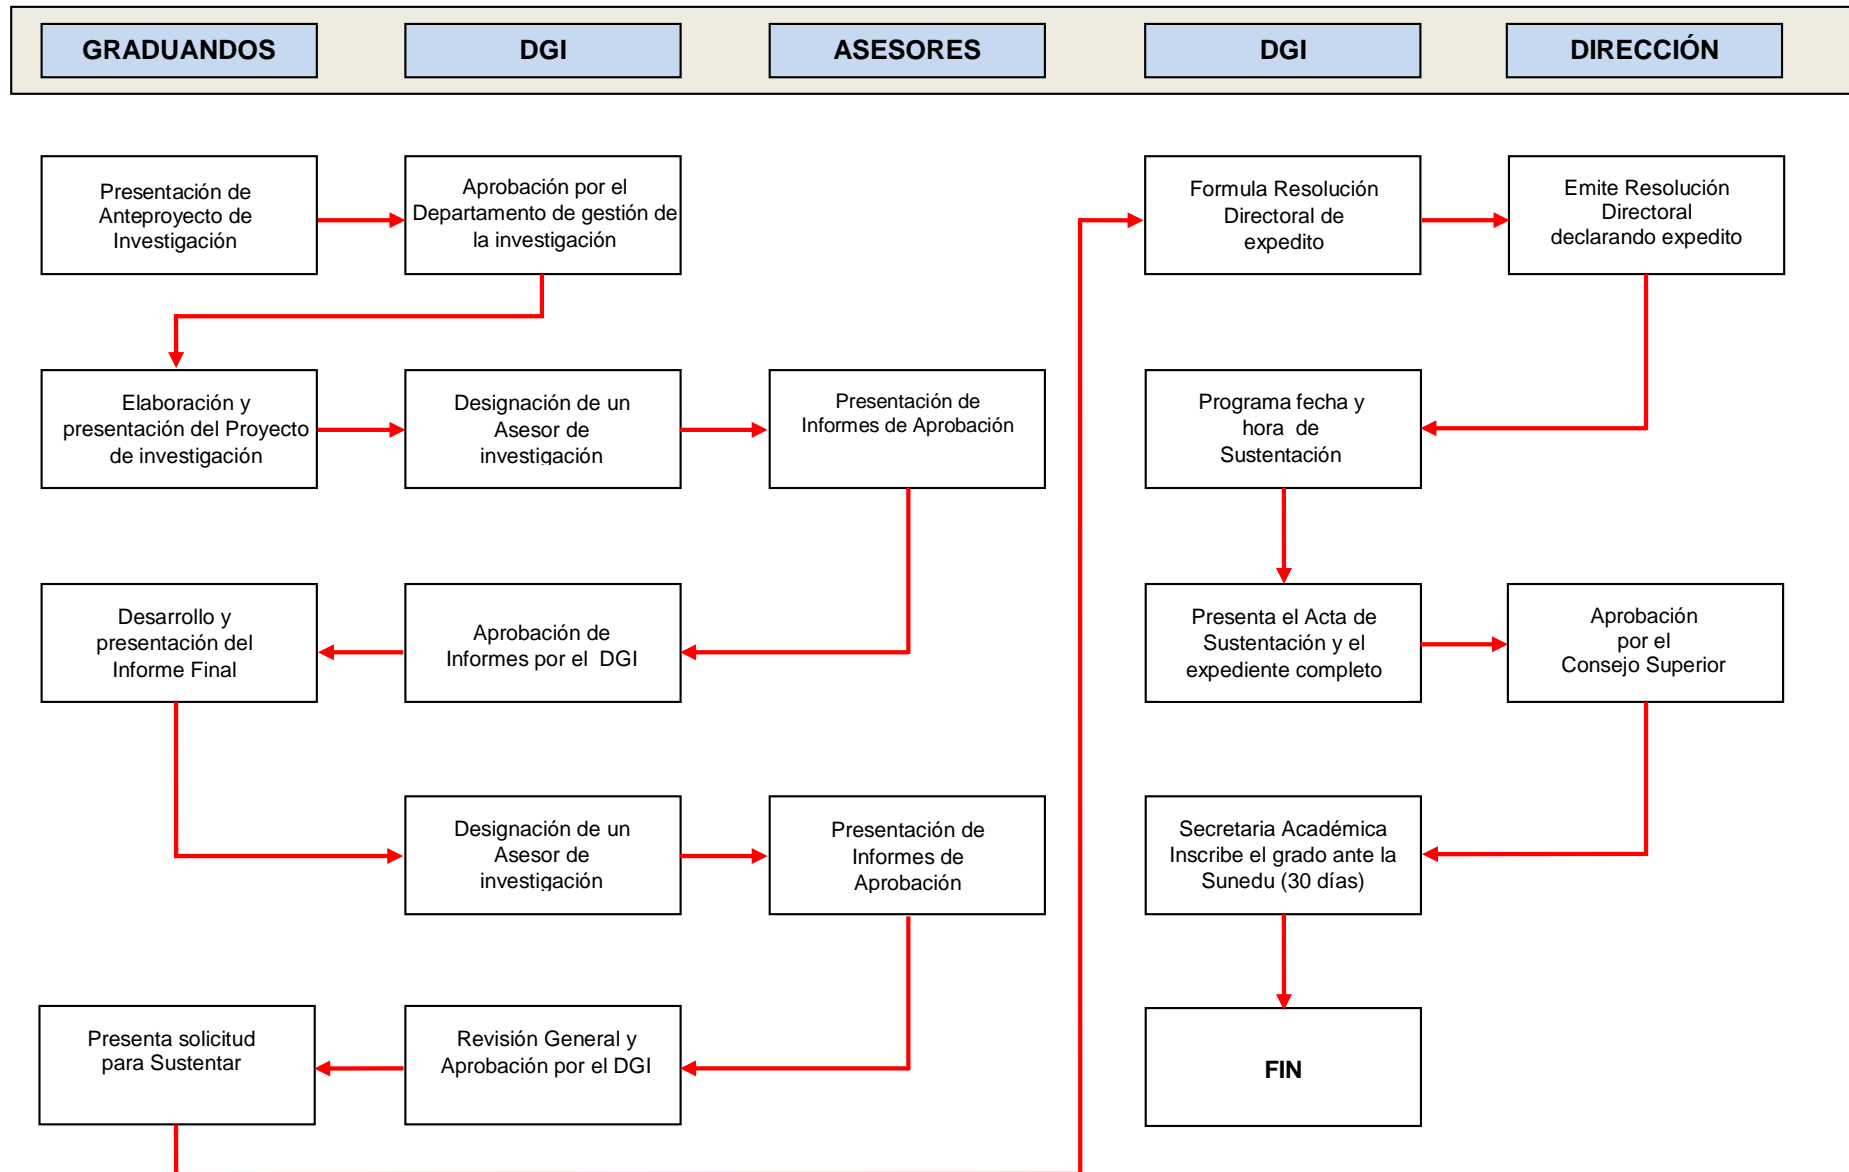 GRADUANDOS
DGI
ASESORES
DGI
DIRECCIÓN
Presentación de
Anteproyecto de
Investigación
Aprobación por el
Departamento de gestión de
la investigación
Formula Resolución
Directoral de
expedito
Emite Resolución
Directoral
declarando expedito
Elaboración y
presentación del Proyecto
de investigación
Designación de un
Asesor de
investigación
Presentación de
Informes de Aprobación
Programa fecha y
hora de
Sustentación
Desarrollo y
presentación del
Informe Final
Aprobación de
Informes por el DGI
Presenta el Acta de
Sustentación y el
expediente completo
Aprobación
por el
Consejo Superior
Designación de un
Asesor de
investigación
Presentación de
Informes de
Aprobación
Secretaria Académica
Inscribe el grado ante la
Sunedu (30 días)
Presenta solicitud
para Sustentar
Revisión General y
Aprobación por el DGI
FIN